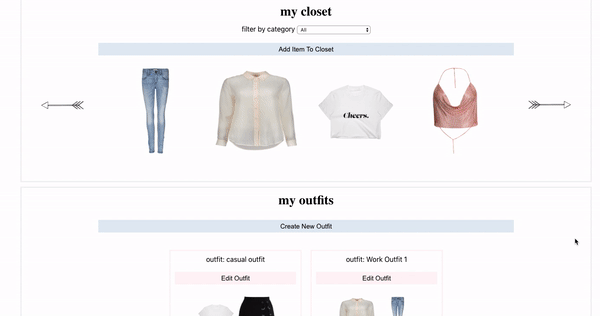 my closet
filter by category All
Add Item To Closet
Cheers.
my outfits
Create New Outfit
outfit: casual outfit
outfit: Work Outfit 1
Edit Outfit
Edit Outfit